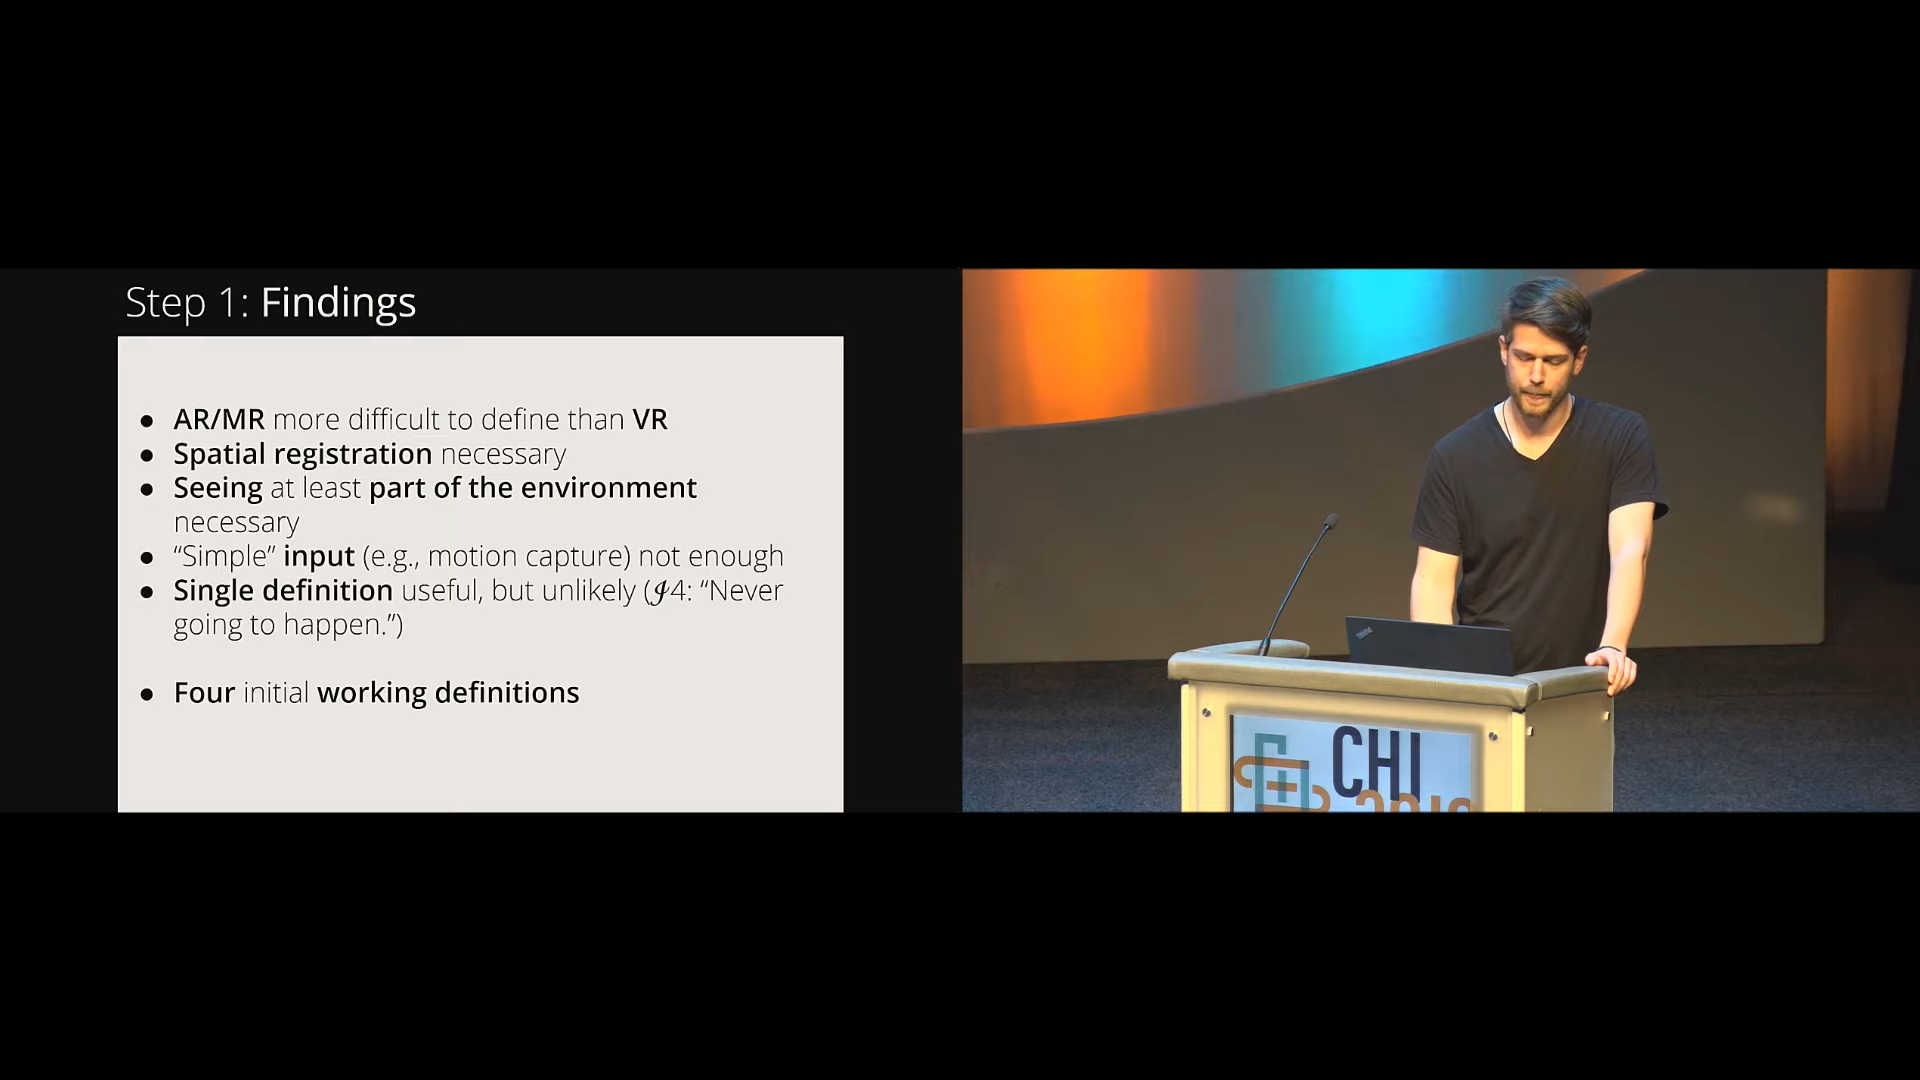 Step 1: Findings
● AR/MR more difficult to define than VR
● Spatial registration necessary
● Seeing at least part of the environment
necessary
● “Simple” input (e.g., motion capture) not enough
● Single definition useful, but unlikely (𝓘4: “Never
going to happen.”)
● Four initial working definitions
ThinkPad
CHI